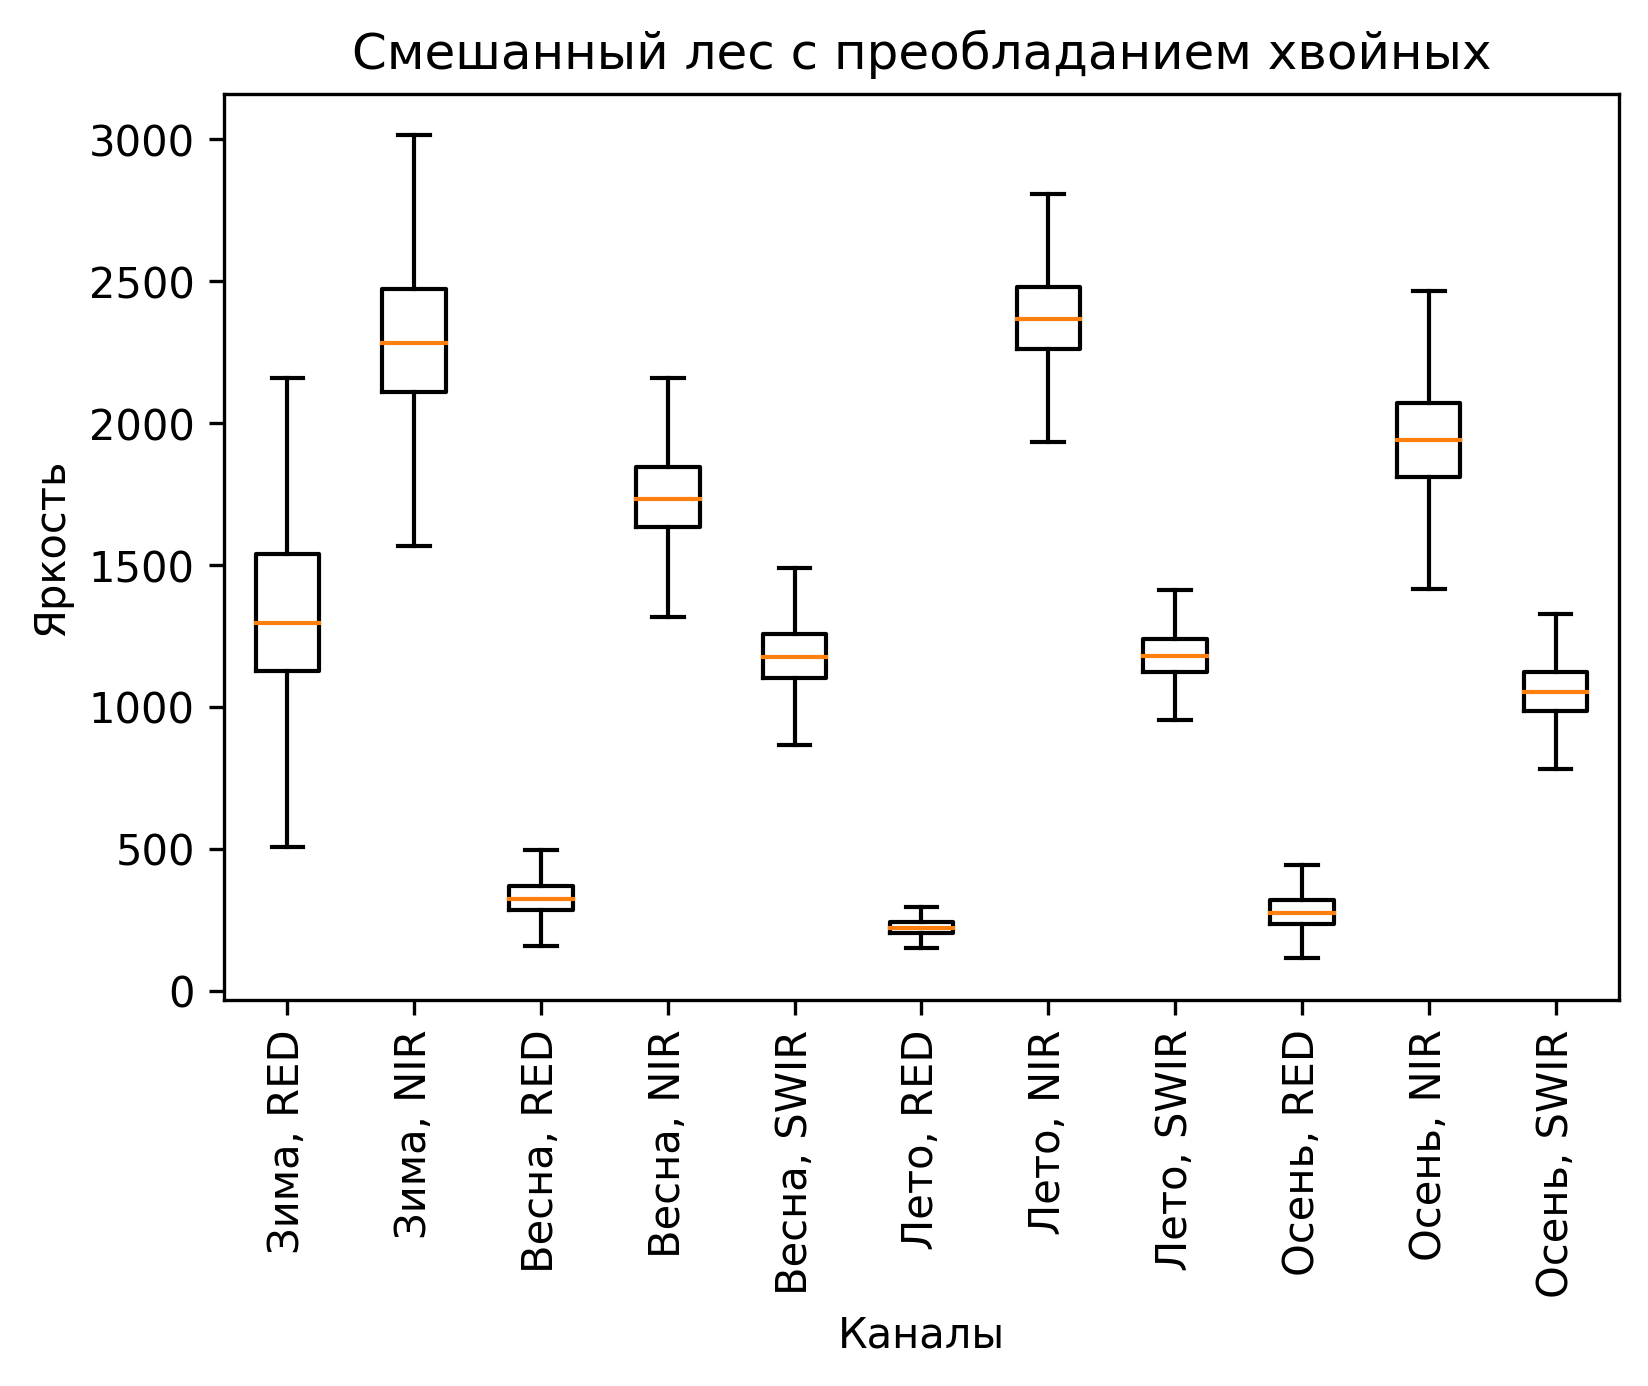 Смешанный лес с преобладанием хвойных
Яркость
3000
2500
2000
1500
1000
500
0
Зима, RED
Зима, NIR
Весна, RED
Весна, NIR
Весна, SWIR
Лето, RED
Лето, NIR
Лето, SWIR
Осень, RED
Осень, NIR
Осень, SWIR
Каналы